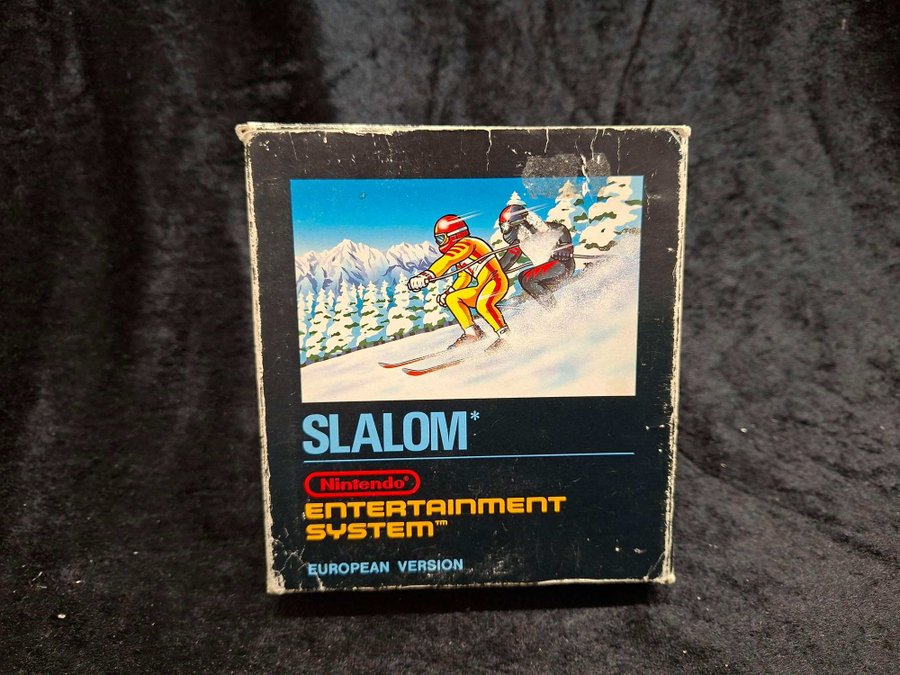 SLALOM*
Nintendo®
ENTERTAINMENT
SYSTEM™
EUROPEAN VERSION